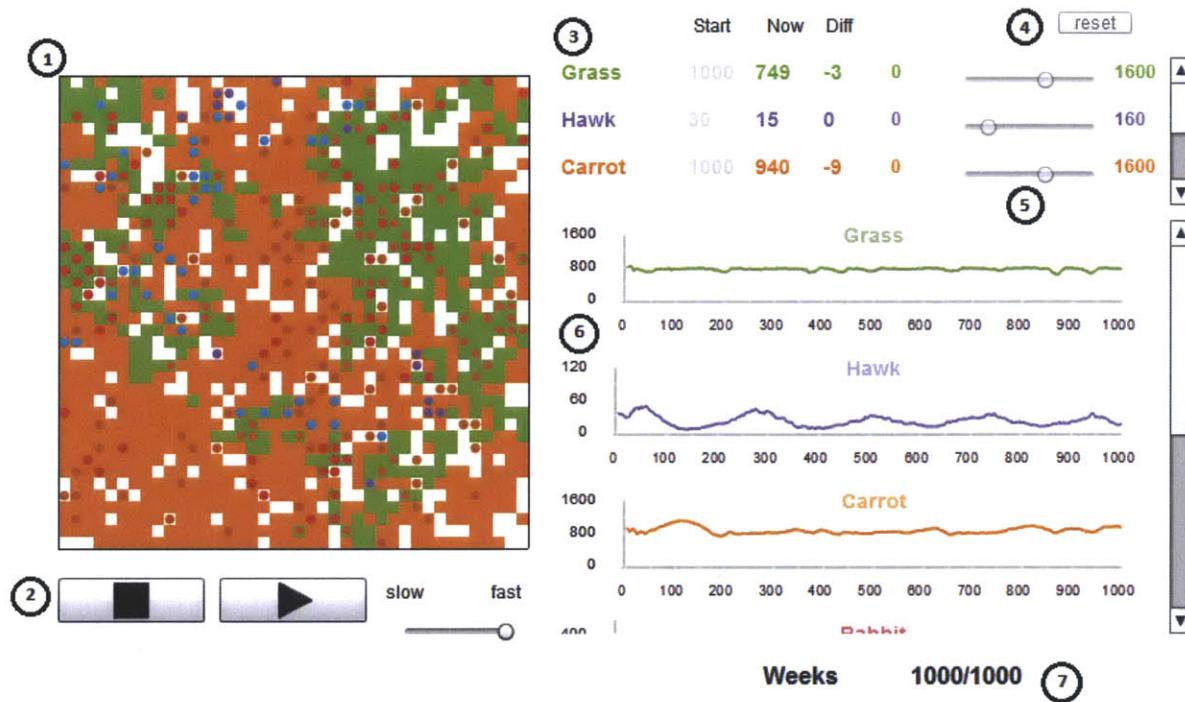 1
3
Start Now Diff
4
reset
Grass 1000 749 -3 0 1600
Hawk 30 15 0 0 160
Carrot 1000 940 -9 0 1600
5
Grass
1600
800
0
0 100 200 300 400 500 600 700 800 900 1000
6
Hawk
120
60
0
0 100 200 300 400 500 600 700 800 900 1000
Carrot
1600
800
0
0 100 200 300 400 500 600 700 800 900 1000
400
Rabbit
2
slow fast
Weeks 1000/1000
7